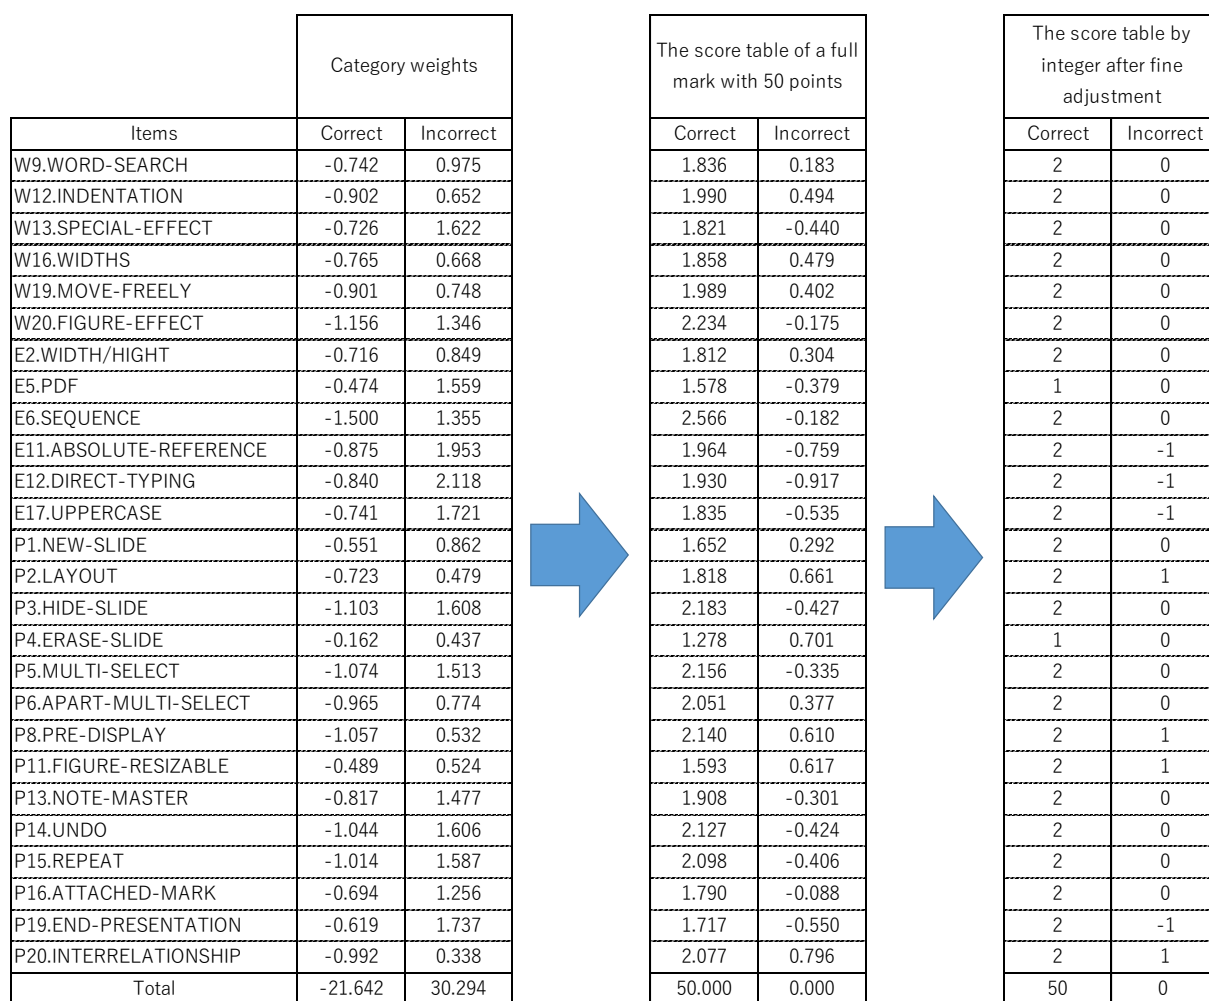 Category weights
The score table of a full
mark with 50 points
The score table by
integer after fine
adjustment
Items Correct Incorrect Correct Incorrect Correct Incorrect
W9.WORD-SEARCH -0.742 0.975 1.836 0.183 2 0
W12.INDENTATION -0.902 0.652 1.990 0.494 2 0
W13.SPECIAL-EFFECT -0.726 1.622 1.821 -0.440 2 0
W16.WIDTHS -0.765 0.668 1.858 0.479 2 0
W19.MOVE-FREELY -0.901 0.748 1.989 0.402 2 0
W20.FIGURE-EFFECT -1.156 1.346 2.234 -0.175 2 0
E2.WIDTH/HIGHT -0.716 0.849 1.812 0.304 2 0
E5.PDF -0.474 1.559 1.578 -0.379 1 0
E6.SEQUENCE -1.500 1.355 2.566 -0.182 2 0
E11.ABSOLUTE-REFERENCE -0.875 1.953 1.964 -0.759 2 -1
E12.DIRECT-TYPING -0.840 2.118 1.930 -0.917 2 -1
E17.UPPERCASE -0.741 1.721 1.835 -0.535 2 -1
P1.NEW-SLIDE -0.551 0.862 1.652 0.292 2 0
P2.LAYOUT -0.723 0.479 1.818 0.661 2 1
P3.HIDE-SLIDE -1.103 1.608 2.183 -0.427 2 0
P4.ERASE-SLIDE -0.162 0.437 1.278 0.701 1 0
P5.MULTI-SELECT -1.074 1.513 2.156 -0.335 2 0
P6.APART-MULTI-SELECT -0.965 0.774 2.051 0.377 2 0
P8.PRE-DISPLAY -1.057 0.532 2.140 0.610 2 1
P11.FIGURE-RESIZABLE -0.489 0.524 1.593 0.617 2 1
P13.NOTE-MASTER -0.817 1.477 1.908 -0.301 2 0
P14.UNDO -1.044 1.606 2.127 -0.424 2 0
P15.REPEAT -1.014 1.587 2.098 -0.406 2 0
P16.ATTACHED-MARK -0.694 1.256 1.790 -0.088 2 0
P19.END-PRESENTATION -0.619 1.737 1.717 -0.550 2 -1
P20.INTERRELATIONSHIP -0.992 0.338 2.077 0.796 2 1
Total -21.642 30.294 50.000 0.000 50 0